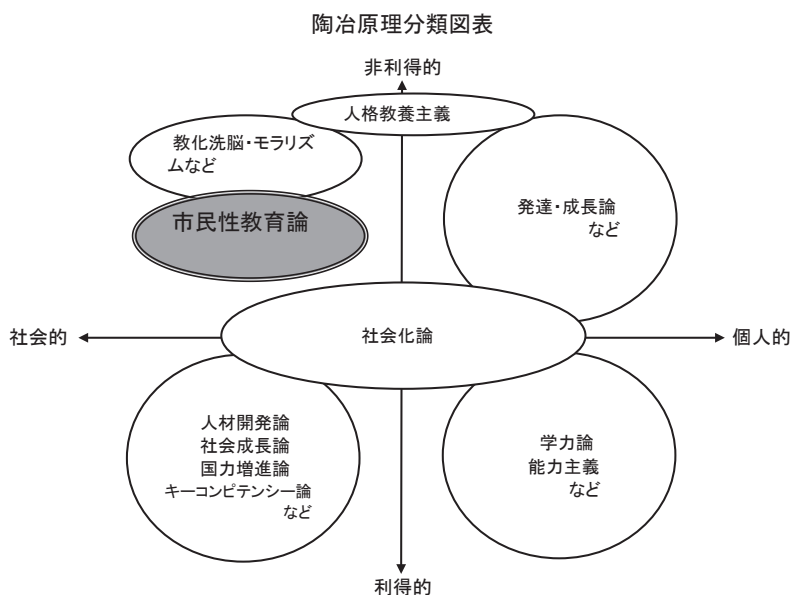 陶冶原理分類図表
非利得的
人格教養主義
教化洗脳・モラリズ
ムなど
市民性教育論
発達・成長論
など
社会的
社会化論
個人的
人材開発論
社会成長論
国力増進論
キーコンピテンシー論
など
学力論
能力主義
など
利得的